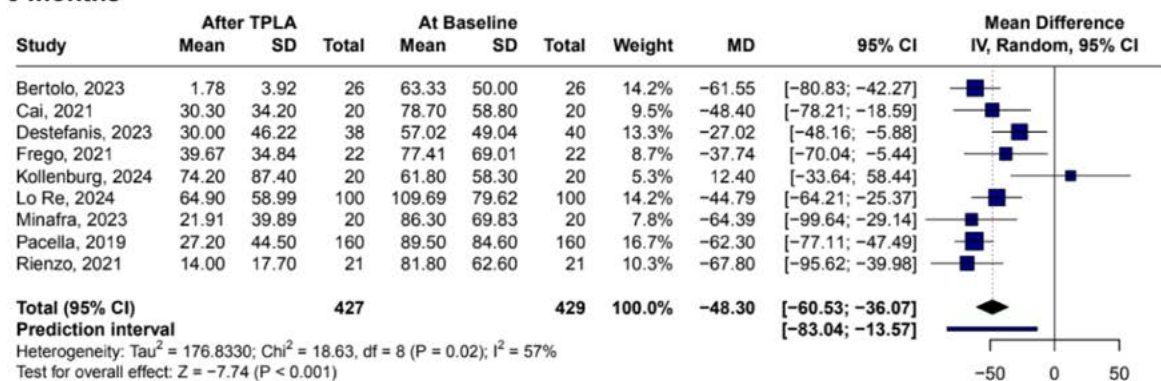 After TPLA At Baseline Mean Difference
Study Mean SD Total Mean SD Total Weight MD 95% CI IV, Random, 95% CI
Bertolo, 2023 1.78 3.92 26 63.33 50.00 26 14.2% −61.55 [−80.83; −42.27]
Cai, 2021 30.30 34.20 20 78.70 58.80 20 9.5% −48.40 [−78.21; −18.59]
Destefanis, 2023 30.00 46.22 38 57.02 49.04 40 13.3% −27.02 [−48.16; −5.88]
Frego, 2021 39.67 34.84 22 77.41 69.01 22 8.7% −37.74 [−70.04; −5.44]
Kollenburg, 2024 74.20 87.40 20 61.80 58.30 20 5.3% 12.40 [−33.64; 58.44]
Lo Re, 2024 64.90 58.99 100 109.69 79.62 100 14.2% −44.79 [−64.21; −25.37]
Minafra, 2023 21.91 39.89 20 86.30 69.83 20 7.8% −64.39 [−99.64; −29.14]
Pacella, 2019 27.20 44.50 160 89.50 84.60 160 16.7% −62.30 [−77.11; −47.49]
Rienzo, 2021 14.00 17.70 21 81.80 62.60 21 10.3% −67.80 [−95.62; −39.98]
Total (95% CI) 427 429 100.0% −48.30 [−60.53; −36.07]
Prediction interval [−83.04; −13.57]
Heterogeneity: Tau² = 176.8330; Chi² = 18.63, df = 8 (P = 0.02); I² = 57%
Test for overall effect: Z = −7.74 (P < 0.001) −50 0 50